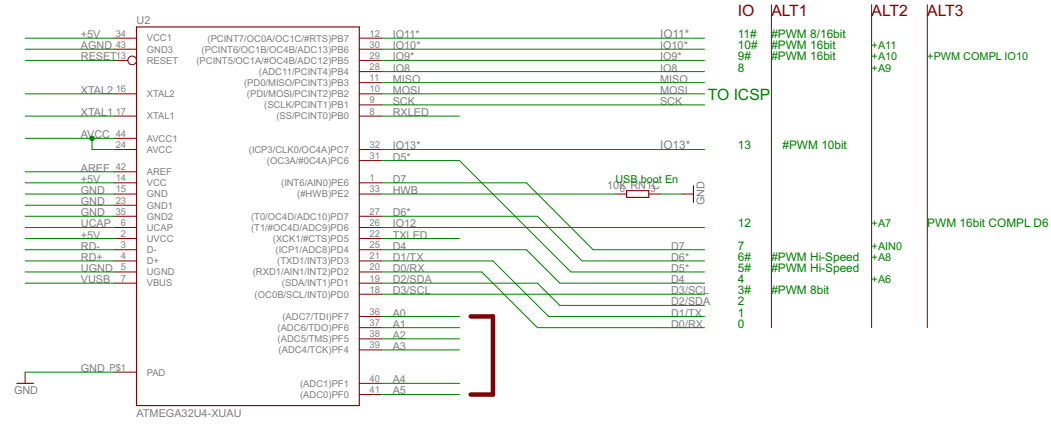 IO ALT1 ALT2 ALT3
U2
+5V 34 VCC1 (PCINT7/OC0A/OC1C/#RTS)PB7 12 IO11* IO11* 11# #PWM 8/16bit
AGND 43 GND3 (PCINT6/OC1B/OC4B/ADC13)PB6 30 IO10* IO10* 10# #PWM 16bit +A11
RESET 13 RESET (PCINT5/OC1A/#OC4B/ADC12)PB5 29 IO9* IO9* 9# #PWM 16bit +A10 +PWM COMPL IO10
(ADC11/PCINT4)PB4 28 IO8 IO8 8 +A9
(PD0/MISO/PCINT3)PB3 11 MISO MISO
XTAL2 16 XTAL2 (PDI/MOSI/PCINT2)PB2 10 MOSI MOSI TO ICSP
(SCLK/PCINT1)PB1 9 SCK SCK
XTAL1 17 XTAL1 (SS/PCINT0)PB0 8 RXLED
AVCC 44 AVCC1
24 AVCC (ICP3/CLK0/OC4A)PC7 32 IO13* IO13* 13 #PWM 10bit
(OC3A/#0C4A)PC6 31 D5*
AREF 42 AREF
+5V 14 VCC (INT6/AIN0)PE6 1 D7 USB boot En
GND 15 GND (#HWB)PE2 33 HWB 10K RN1C GND
GND 23 GND1
GND 35 GND2 (T0/OC4D/ADC10)PD7 27 D6*
UCAP 6 UCAP (T1/#OC4D/ADC9)PD6 26 IO12 12 +A7 PWM 16bit COMPL D6
+5V 2 UVCC (XCK1/#CTS)PD5 22 TXLED
RD- 3 D- (ICP1/ADC8)PD4 25 D4 D7 7 +AIN0
RD+ 4 D+ (TXD1/INT3)PD3 21 D1/TX D6* 6# #PWM Hi-Speed +A8
UGND 5 UGND (RXD1/AIN1/INT2)PD2 20 D0/RX D5* 5# #PWM Hi-Speed
VUSB 7 VBUS (SDA/INT1)PD1 19 D2/SDA D4 4 +A6
(OC0B/SCL/INT0)PD0 18 D3/SCL D3/SCL 3# #PWM 8bit
D2/SDA 2
(ADC7/TDI)PF7 36 A0 D1/TX 1
(ADC6/TDO)PF6 37 A1 D0/RX 0
(ADC5/TMS)PF5 38 A2
(ADC4/TCK)PF4 39 A3
GND P$1 PAD
(ADC1)PF1 40 A4
GND (ADC0)PF0 41 A5
ATMEGA32U4-XUAU